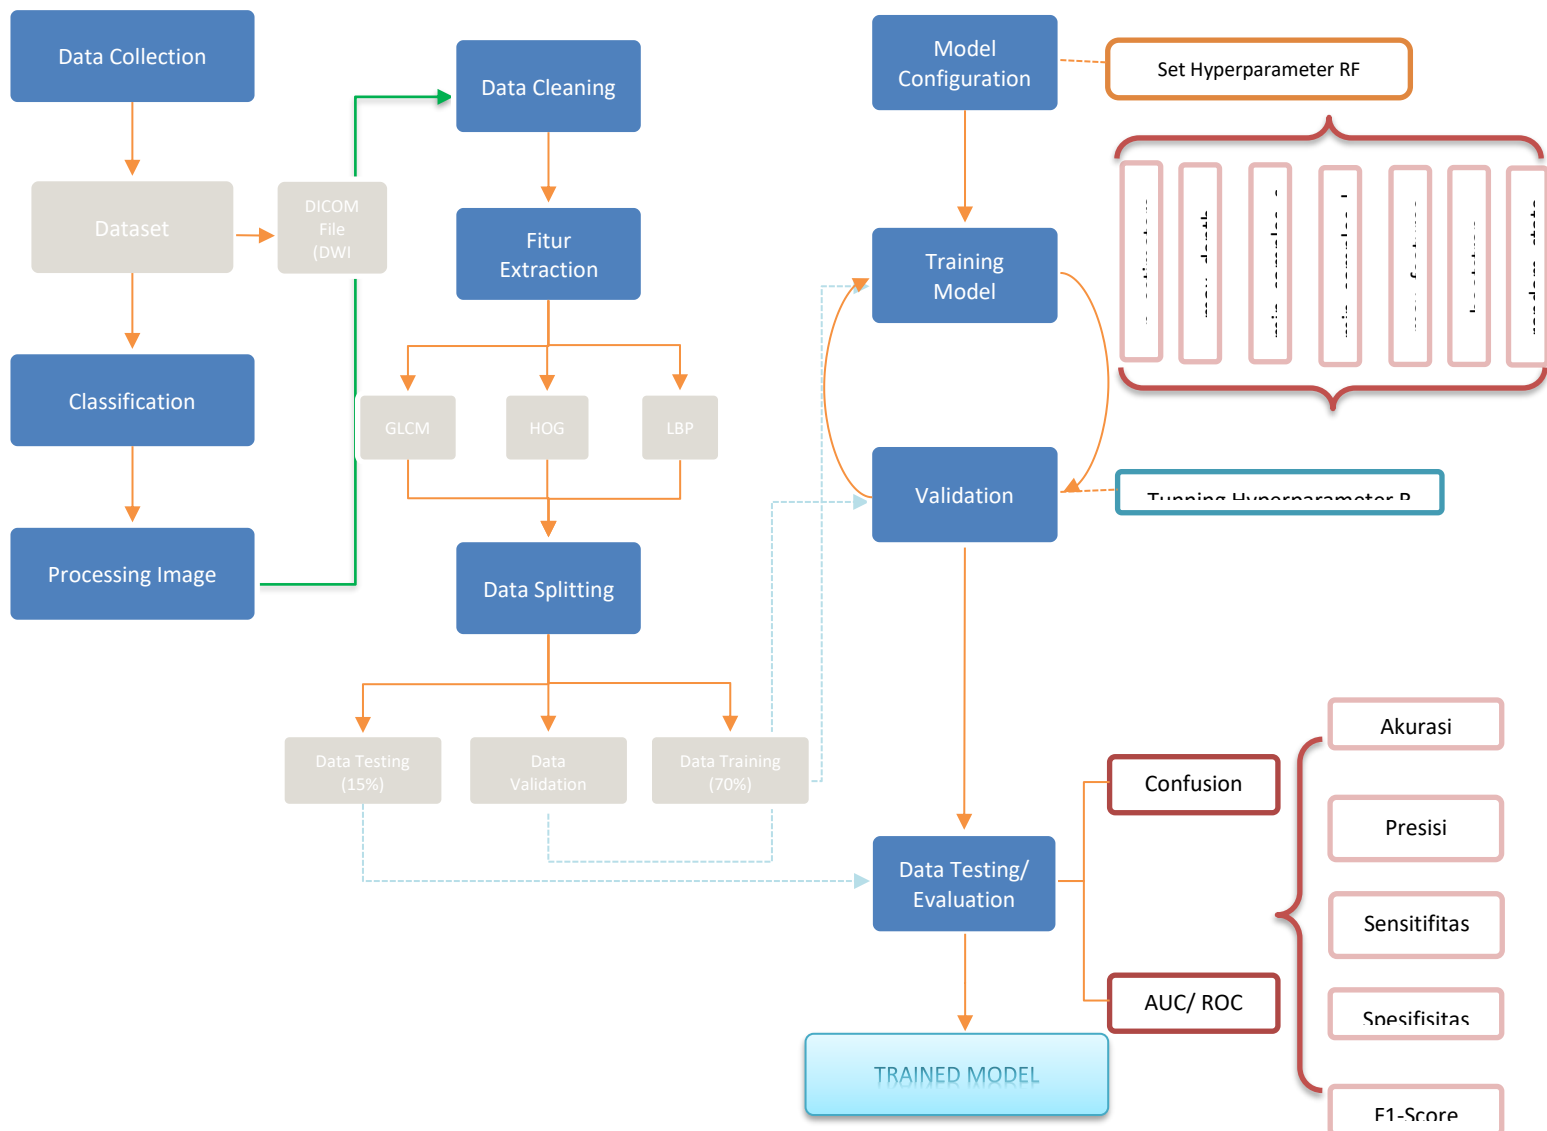 Data Collection
Dataset
DICOM
File
(DWI
Classification
Processing Image
Data Cleaning
Fitur
Extraction
GLCM
HOG
LBP
Data Splitting
Data Testing
(15%)
Data
Validation
Data Training
(70%)
Model
Configuration
Set Hyperparameter RF
Training
Model
Validation
Tunning Hyperparameter R
Data Testing/
Evaluation
Confusion
AUC/ ROC
Akurasi
Presisi
Sensitifitas
Spesifisitas
F1-Score
TRAINED MODEL